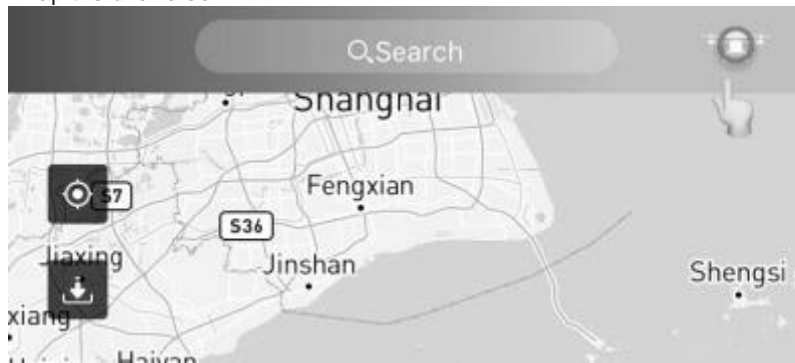 Search
Shanghai
Fengxian
S7
S36
Jiaxing
Jinshan
Shengsi
xiang
Haiyan